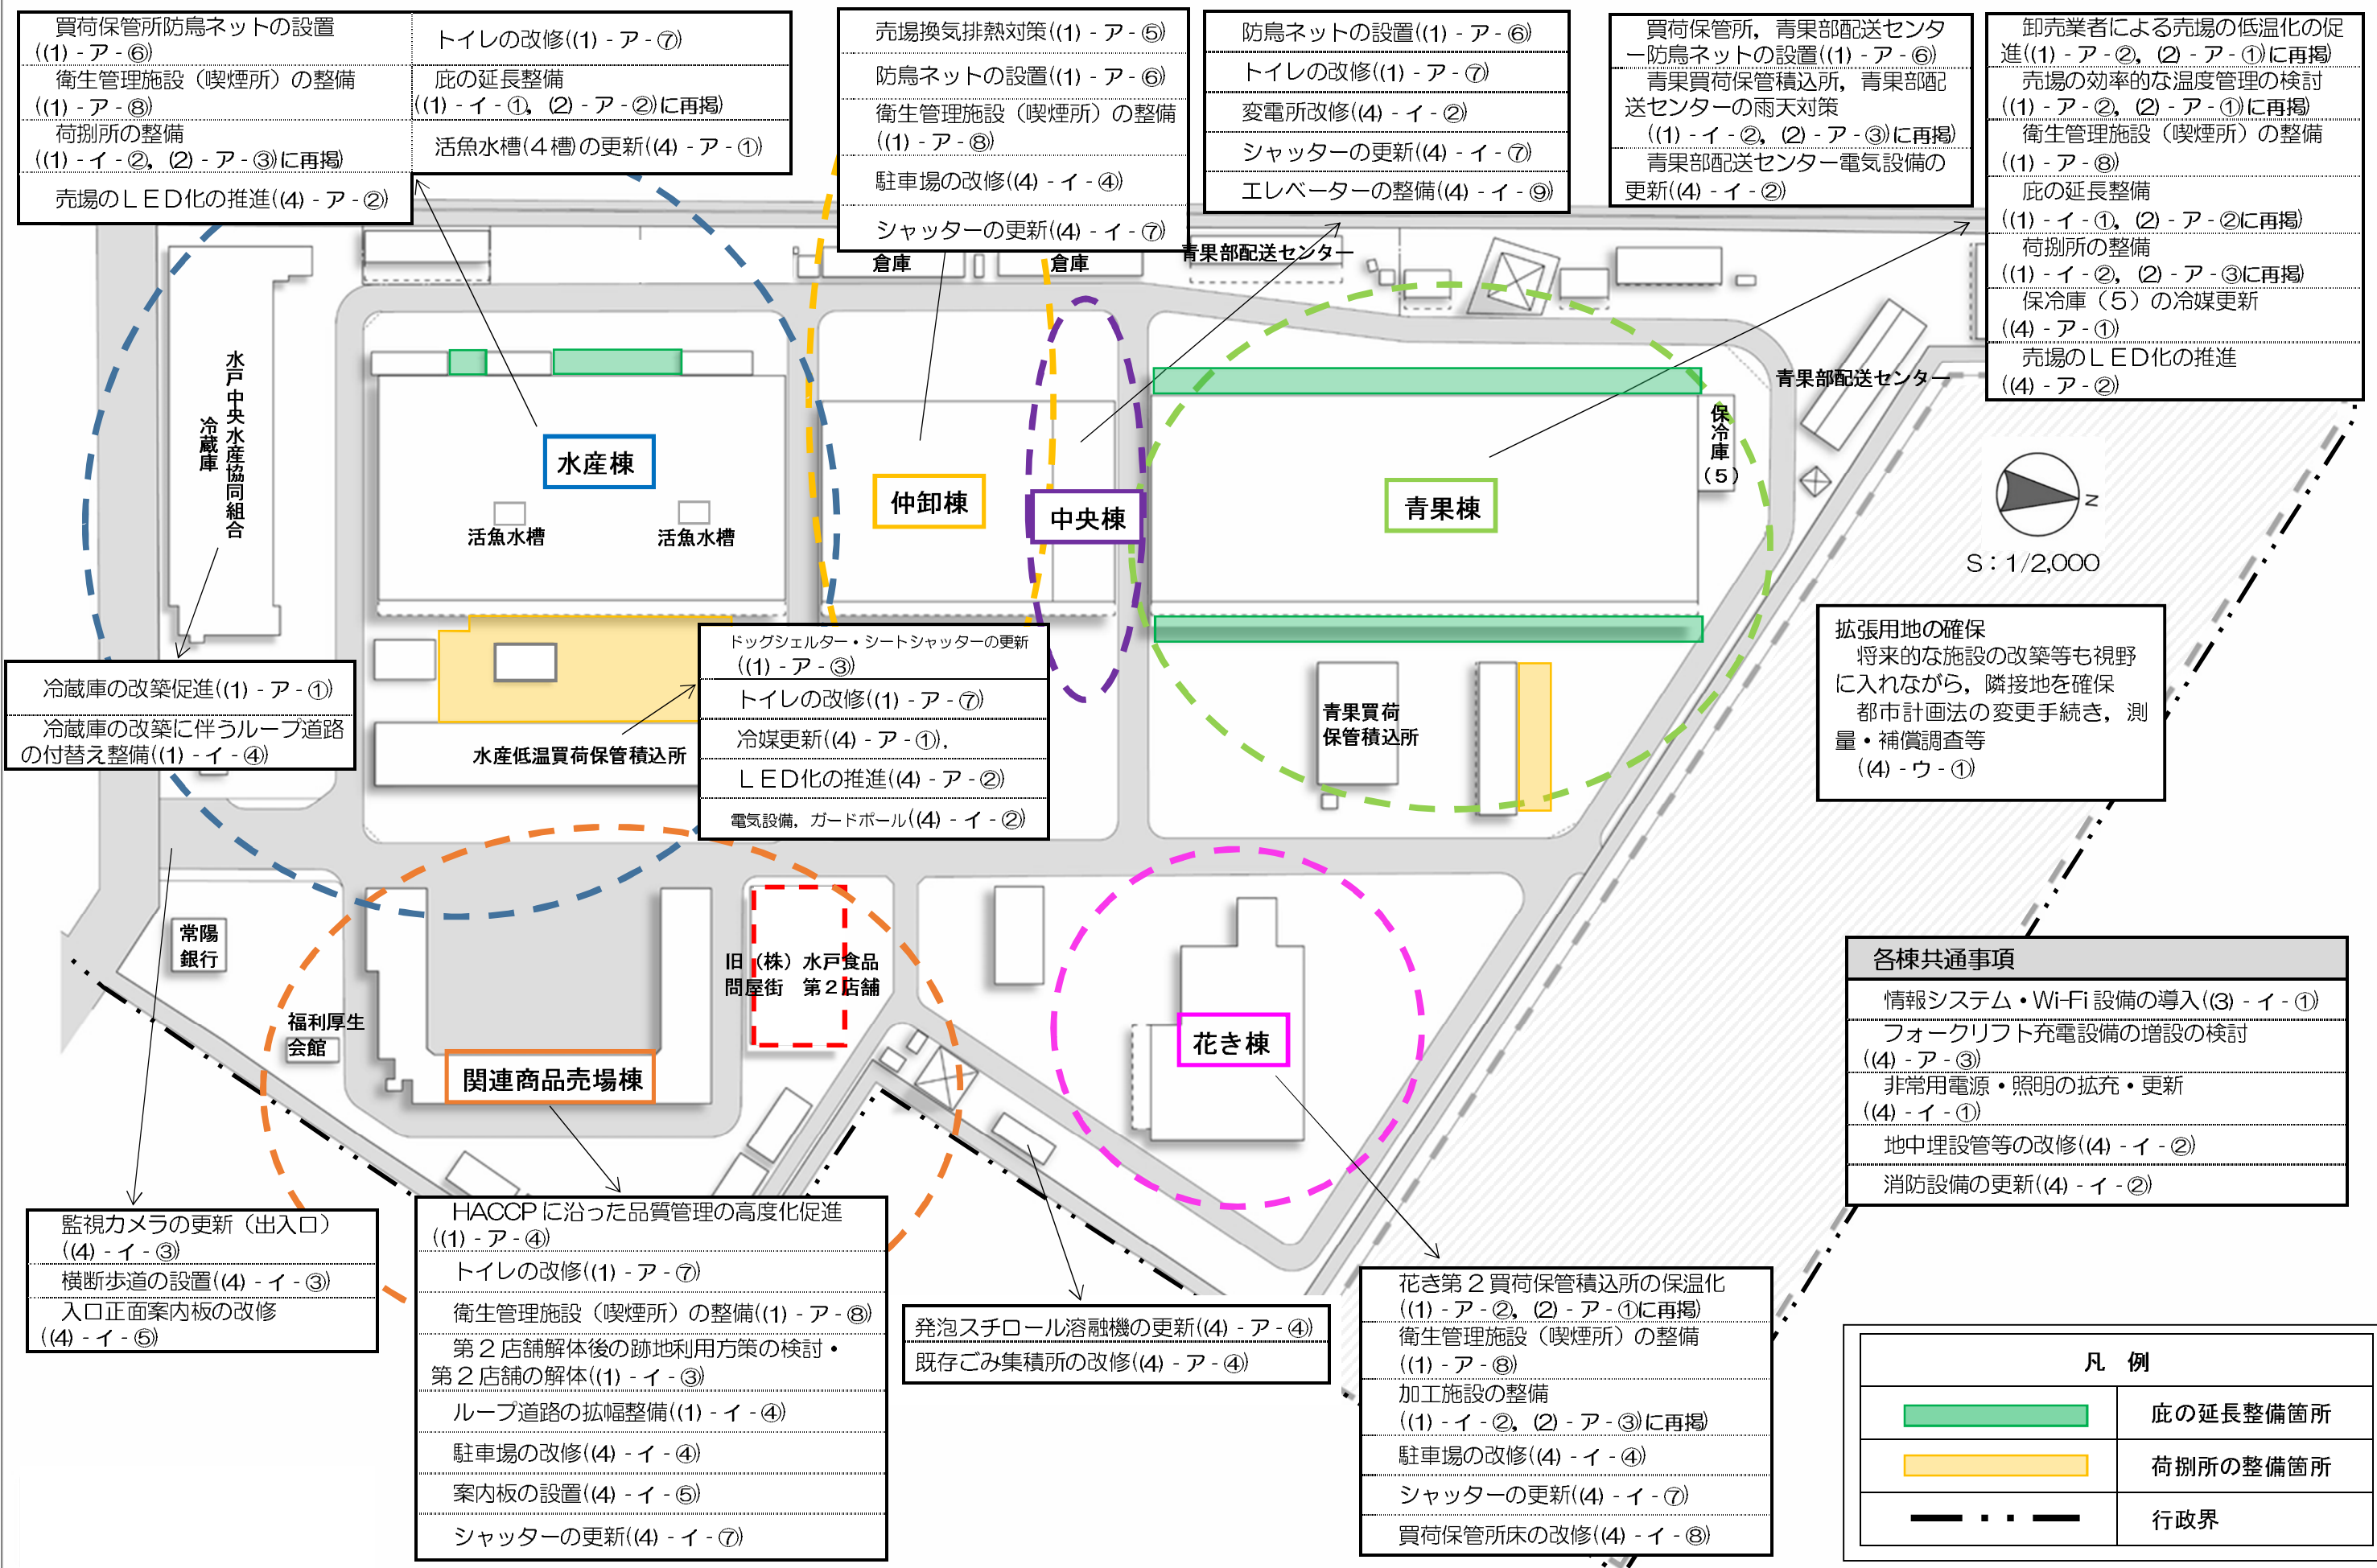 買荷保管所防鳥ネットの設置
((1) - ア - ⑥)
衛生管理施設（喫煙所）の整備
((1) - ア - ⑧)
荷捌所の整備
((1) - イ - ②, (2) - ア - ③)に再掲)
売場のLED化の推進((4) - ア - ②)
トイレの改修((1) - ア - ⑦)
庇の延長整備
((1) - イ - ①, (2) - ア - ②)に再掲)
活魚水槽(4槽)の更新((4) - ア - ①)
売場換気排熱対策((1) - ア - ⑤)
防鳥ネットの設置((1) - ア - ⑥)
衛生管理施設（喫煙所）の整備
((1) - ア - ⑧)
駐車場の改修((4) - イ - ④)
シャッターの更新((4) - イ - ⑦)
防鳥ネットの設置((1) - ア - ⑥)
トイレの改修((1) - ア - ⑦)
変電所改修((4) - イ - ②)
シャッターの更新((4) - イ - ⑦)
エレベーターの整備((4) - イ - ⑨)
買荷保管所，青果部配送センタ
ー防鳥ネットの設置((1) - ア - ⑥)
青果買荷保管積込所，青果部配
送センターの雨天対策
((1) - イ - ②, (2) - ア - ③)に再掲)
青果部配送センター電気設備の
更新((4) - イ - ②)
卸売業者による売場の低温化の促
進((1) - ア - ②, (2) - ア - ①)に再掲)
売場の効率的な温度管理の検討
((1) - ア - ②, (2) - ア - ①)に再掲)
衛生管理施設（喫煙所）の整備
((1) - ア - ⑧)
庇の延長整備
((1) - イ - ①, (2) - ア - ②に再掲)
荷捌所の整備
((1) - イ - ②, (2) - ア - ③に再掲)
保冷庫（5）の冷媒更新
((4) - ア - ①)
売場のLED化の推進
((4) - ア - ②)
倉庫
倉庫
青果部配送センター
青果部配送センター
水戸中央水産協同組合
冷蔵庫
水産棟
活魚水槽
活魚水槽
仲卸棟
中央棟
青果棟
保冷庫
（5）
N
S：1/2,000
冷蔵庫の改築促進((1) - ア - ①)
冷蔵庫の改築に伴うループ道路
の付替え整備((1) - イ - ④)
水産低温買荷保管積込所
ドッグシェルター・シートシャッターの更新
((1) - ア - ③)
トイレの改修((1) - ア - ⑦)
冷媒更新((4) - ア - ①),
LED化の推進((4) - ア - ②)
電気設備，ガードポール((4) - イ - ②)
青果買荷
保管積込所
拡張用地の確保
将来的な施設の改築等も視野
に入れながら，隣接地を確保
都市計画法の変更手続き，測
量・補償調査等
((4) - ウ - ①)
常陽
銀行
福利厚生
会館
関連商品売場棟
旧（株）水戸食品
問屋街　第2店舗
花き棟
各棟共通事項
情報システム・Wi-Fi設備の導入((3) - イ - ①)
フォークリフト充電設備の増設の検討
((4) - ア - ③)
非常用電源・照明の拡充・更新
((4) - イ - ①)
地中埋設管等の改修((4) - イ - ②)
消防設備の更新((4) - イ - ②)
監視カメラの更新（出入口）
((4) - イ - ③)
横断歩道の設置((4) - イ - ③)
入口正面案内板の改修
((4) - イ - ⑤)
HACCPに沿った品質管理の高度化促進
((1) - ア - ④)
トイレの改修((1) - ア - ⑦)
衛生管理施設（喫煙所）の整備((1) - ア - ⑧)
第2店舗解体後の跡地利用方策の検討・
第2店舗の解体((1) - イ - ③)
ループ道路の拡幅整備((1) - イ - ④)
駐車場の改修((4) - イ - ④)
案内板の設置((4) - イ - ⑤)
シャッターの更新((4) - イ - ⑦)
発泡スチロール溶融機の更新((4) - ア - ④)
既存ごみ集積所の改修((4) - ア - ④)
花き第2買荷保管積込所の保温化
((1) - ア - ②, (2) - ア - ①に再掲)
衛生管理施設（喫煙所）の整備
((1) - ア - ⑧)
加工施設の整備
((1) - イ - ②, (2) - ア - ③)に再掲)
駐車場の改修((4) - イ - ④)
シャッターの更新((4) - イ - ⑦)
買荷保管所床の改修((4) - イ - ⑧)
凡　例
庇の延長整備箇所
荷捌所の整備箇所
行政界